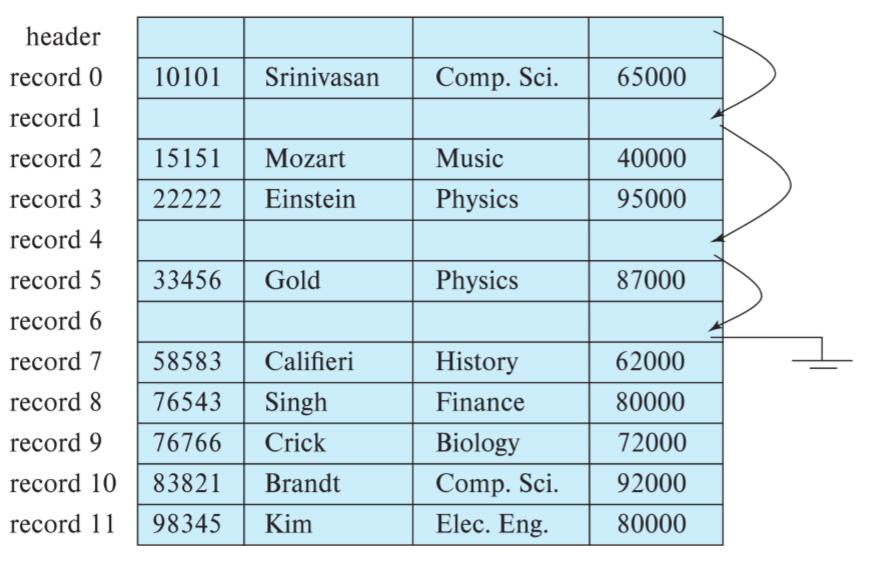 header
record 0 10101 Srinivasan Comp. Sci. 65000
record 1
record 2 15151 Mozart Music 40000
record 3 22222 Einstein Physics 95000
record 4
record 5 33456 Gold Physics 87000
record 6
record 7 58583 Califieri History 62000
record 8 76543 Singh Finance 80000
record 9 76766 Crick Biology 72000
record 10 83821 Brandt Comp. Sci. 92000
record 11 98345 Kim Elec. Eng. 80000